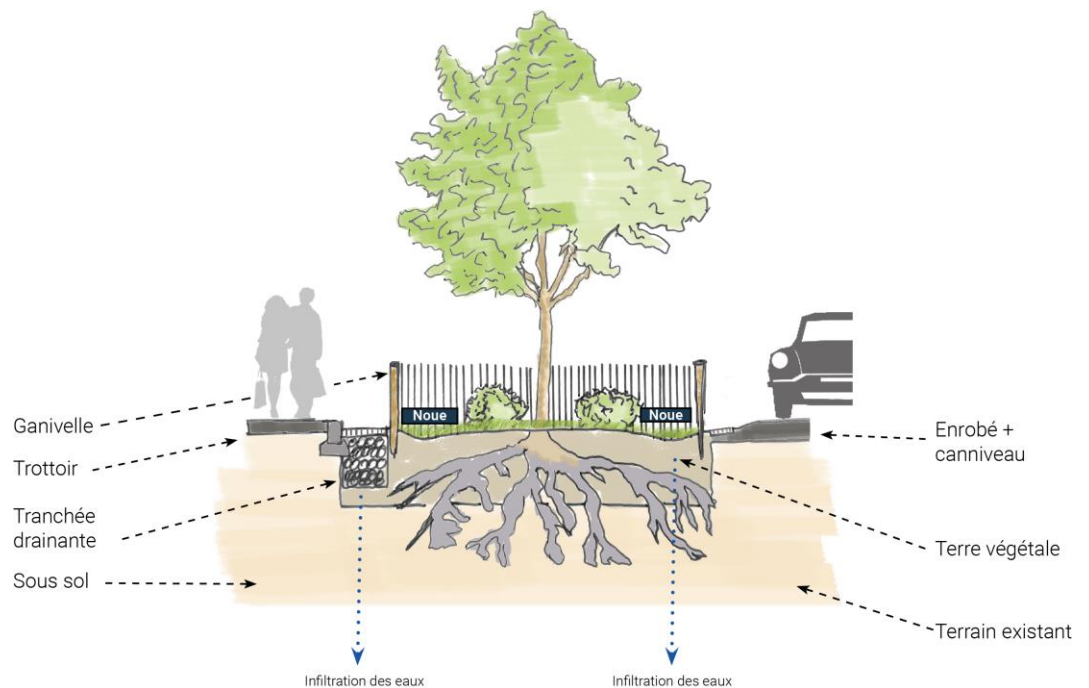 Noue
Noue
Ganivelle
Trottoir
Tranchée
drainante
Sous sol
Enrobé +
canniveau
Terre végétale
Terrain existant
Infiltration des eaux
Infiltration des eaux